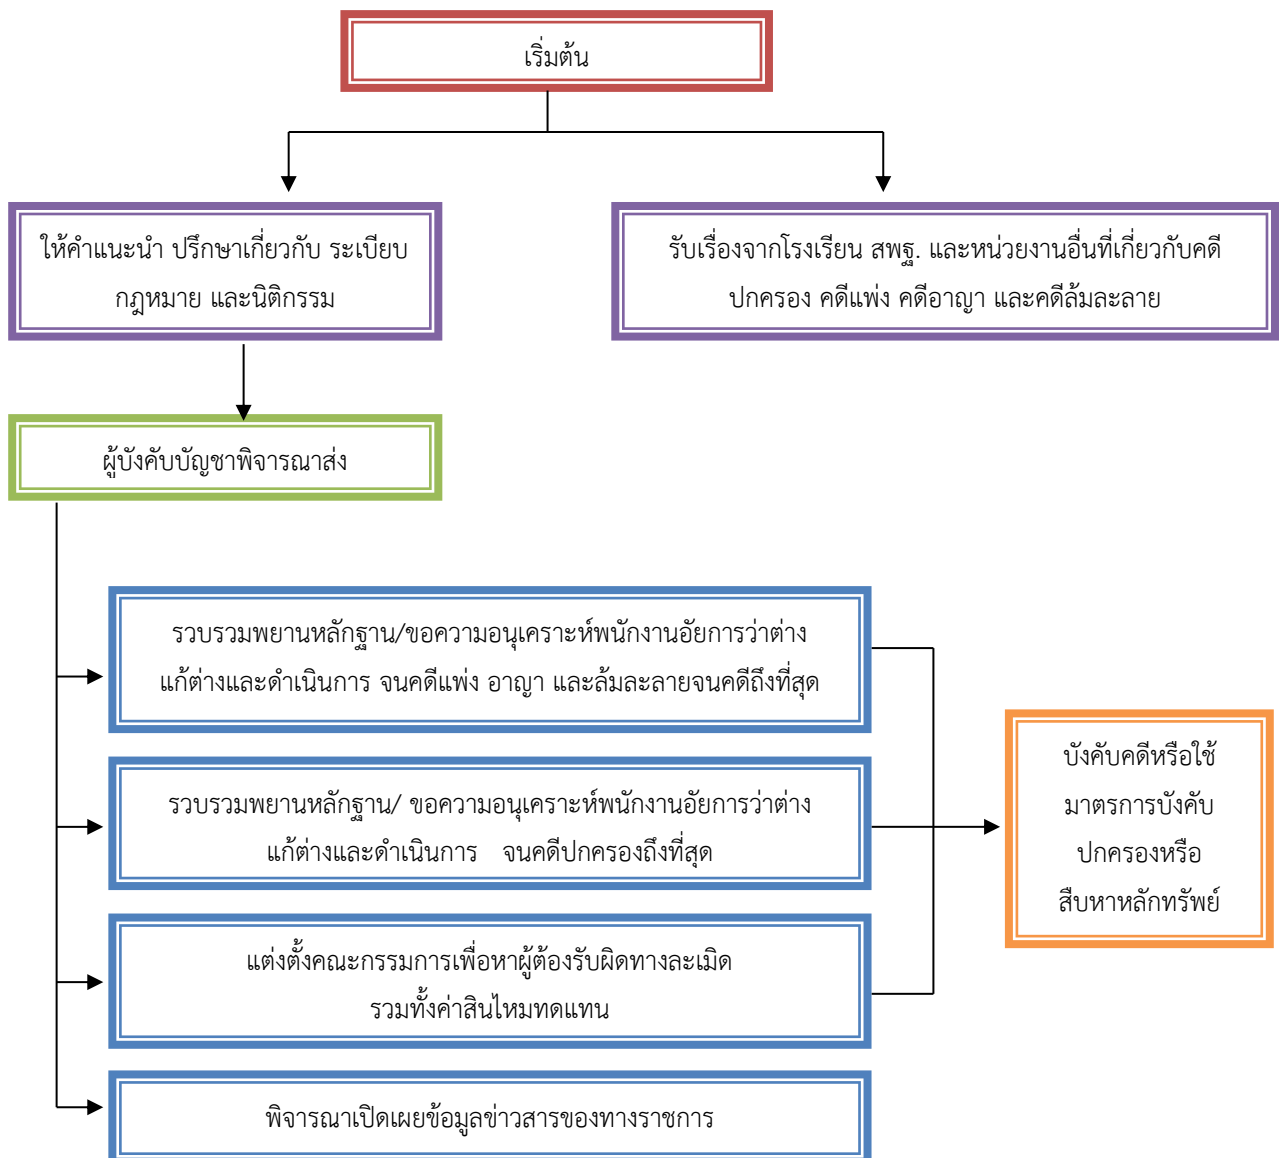 เริ่มต้น
ให้คำแนะนำ ปรึกษาเกี่ยวกับ ระเบียบ
กฎหมาย และนิติกรรม
รับเรื่องจากโรงเรียน สพฐ. และหน่วยงานอื่นที่เกี่ยวกับคดี
ปกครอง คดีแพ่ง คดีอาญา และคดีล้มละลาย
ผู้บังคับบัญชาพิจารณาส่ง
รวบรวมพยานหลักฐาน/ขอความอนุเคราะห์พนักงานอัยการว่าต่าง
แก้ต่างและดำเนินการ จนคดีแพ่ง อาญา และล้มละลายจนคดีถึงที่สุด
รวบรวมพยานหลักฐาน/ ขอความอนุเคราะห์พนักงานอัยการว่าต่าง
แก้ต่างและดำเนินการ จนคดีปกครองถึงที่สุด
แต่งตั้งคณะกรรมการเพื่อหาผู้ต้องรับผิดทางละเมิด
รวมทั้งค่าสินไหมทดแทน
พิจารณาเปิดเผยข้อมูลข่าวสารของทางราชการ
บังคับคดีหรือใช้
มาตรการบังคับ
ปกครองหรือ
สืบหาหลักทรัพย์